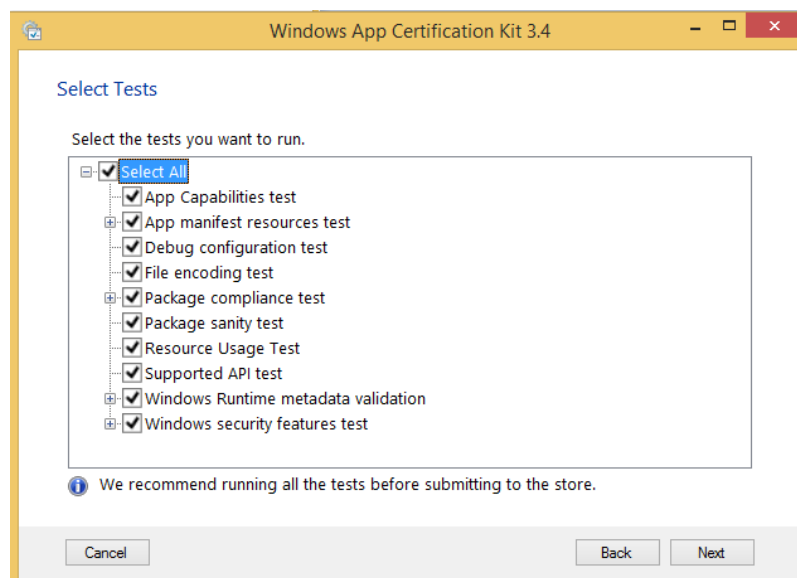 Windows App Certification Kit 3.4
Select Tests
Select the tests you want to run.
Select All
App Capabilities test
App manifest resources test
Debug configuration test
File encoding test
Package compliance test
Package sanity test
Resource Usage Test
Supported API test
Windows Runtime metadata validation
Windows security features test
We recommend running all the tests before submitting to the store.
Cancel Back Next